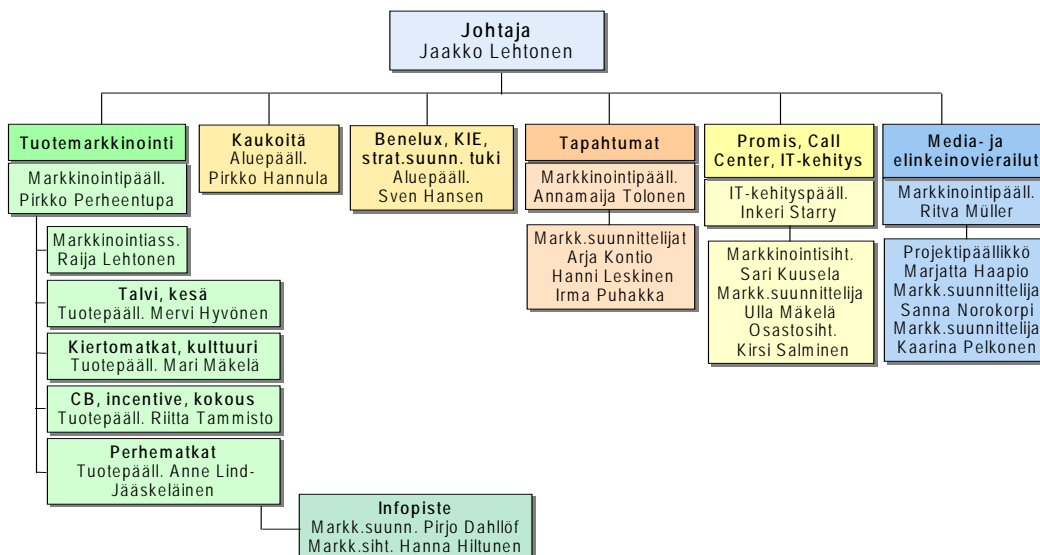 Johtaja
Jaakko Lehtonen
Tuotemarkkinointi
Markkinointipääll.
Pirkko Perheentupa
Markkinointiass.
Raija Lehtonen
Talvi, kesä
Tuotepääll. Mervi Hyvönen
Kiertomatkat, kulttuuri
Tuotepääll. Mari Mäkelä
CB, incentive, kokous
Tuotepääll. Riitta Tammisto
Perhematkat
Tuotepääll. Anne Lind-
Jääskeläinen
Infopiste
Markk.suunn. Pirjo Dahllöf
Markk.siht. Hanna Hiltunen
Kaukoitä
Aluepääll.
Pirkko Hannula
Benelux, KIE,
strat.suunn. tuki
Aluepääll.
Sven Hansen
Tapahtumat
Markkinointipääll.
Annamaija Tolonen
Markk.suunnittelijat
Arja Kontio
Hanni Leskinen
Irma Puhakka
Promis, Call
Center, IT-kehitys
IT-kehityspääll.
Inkeri Starry
Markkinointisiht.
Sari Kuusela
Markk.suunnittelija
Ulla Mäkelä
Osastosiht.
Kirsi Salminen
Media- ja
elinkeinovierailut
Markkinointipääll.
Ritva Müller
Projektipäällikkö
Marjatta Haapio
Markk.suunnittelija
Sanna Norokorpi
Markk.suunnittelija
Kaarina Pelkonen